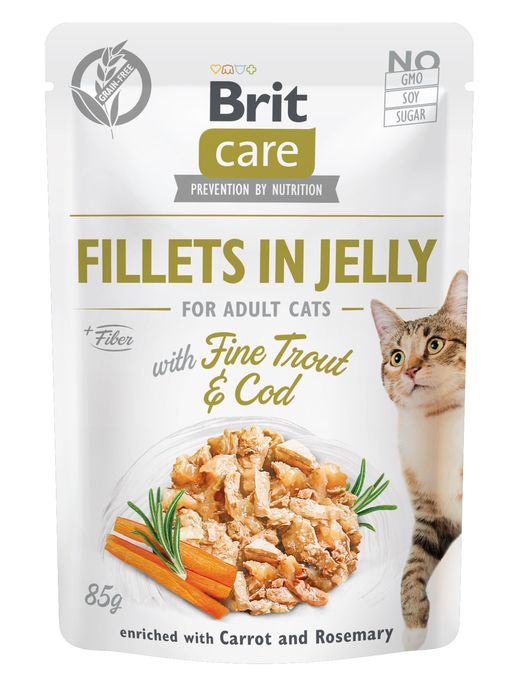 GRAIN-FREE
NO
GMO
SOY
SUGAR
Brit
care
PREVENTION BY NUTRITION
FILLETS IN JELLY
FOR ADULT CATS
+ Fiber
with Fine Trout
& Cod
85g
enriched with Carrot and Rosemary